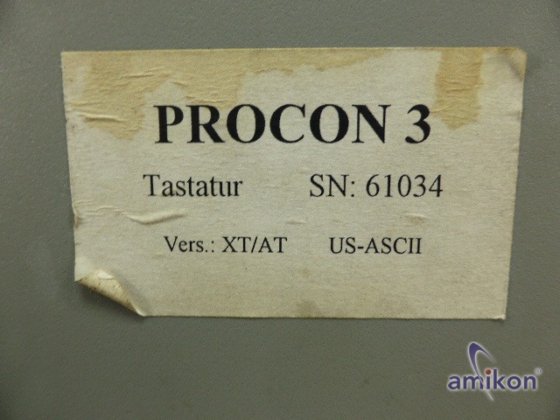 PROCON 3
Tastatur SN: 61034
Vers.: XT/AT US-ASCII
amikon®